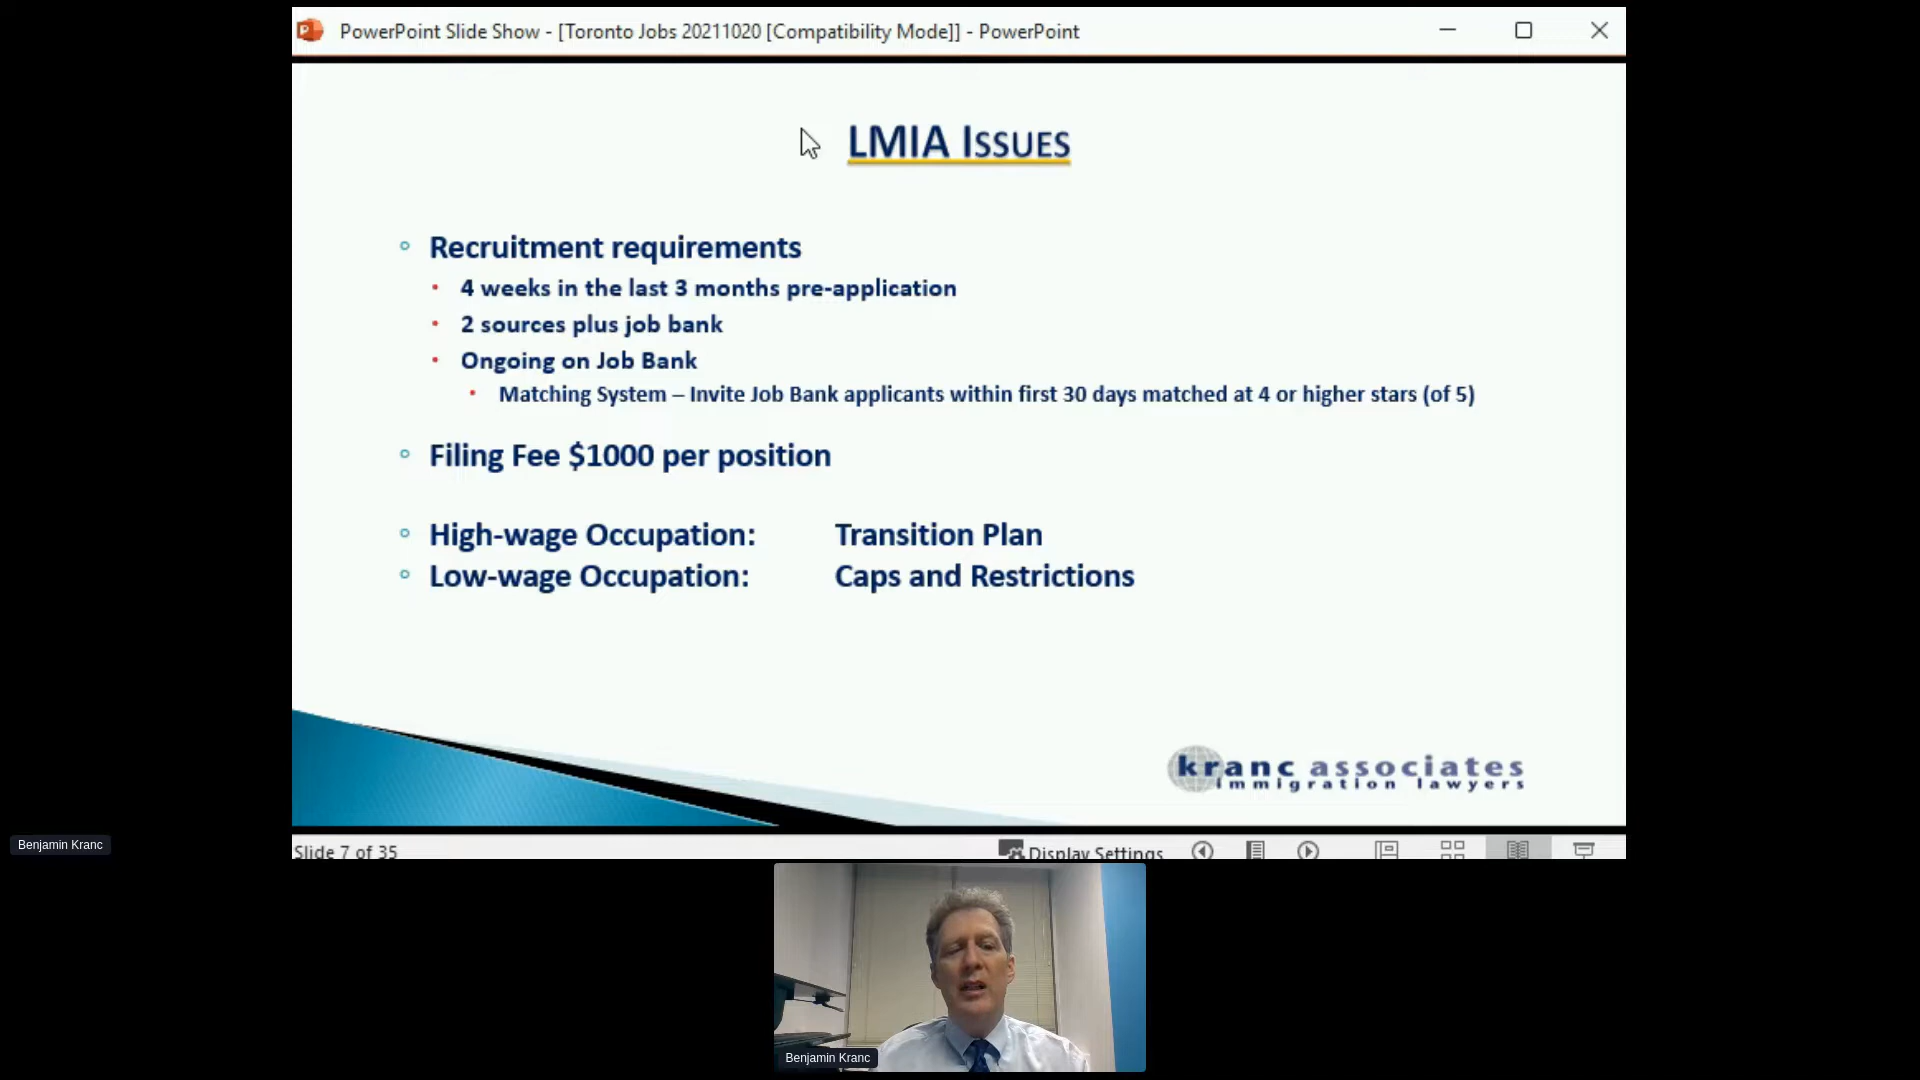 PowerPoint Slide Show - [Toronto Jobs 20211020 [Compatibility Mode]] - PowerPoint
LMIA ISSUES
Recruitment requirements
4 weeks in the last 3 months pre-application
2 sources plus job bank
Ongoing on Job Bank
Matching System – Invite Job Bank applicants within first 30 days matched at 4 or higher stars (of 5)
Filing Fee $1000 per position
High-wage Occupation: Transition Plan
Low-wage Occupation: Caps and Restrictions
kranc associates
immigration lawyers
Benjamin Kranc
Slide 7 of 35
Display Settings
Benjamin Kranc